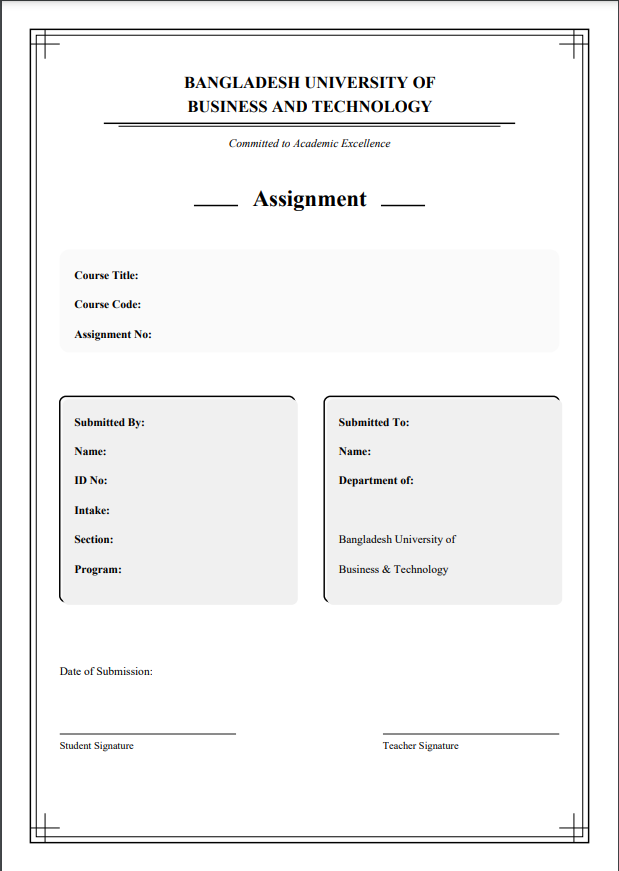 BANGLADESH UNIVERSITY OF
BUSINESS AND TECHNOLOGY
Committed to Academic Excellence
Assignment
Course Title:
Course Code:
Assignment No:
Submitted By:
Name:
ID No:
Intake:
Section:
Program:
Submitted To:
Name:
Department of:
Bangladesh University of
Business & Technology
Date of Submission:
Student Signature
Teacher Signature